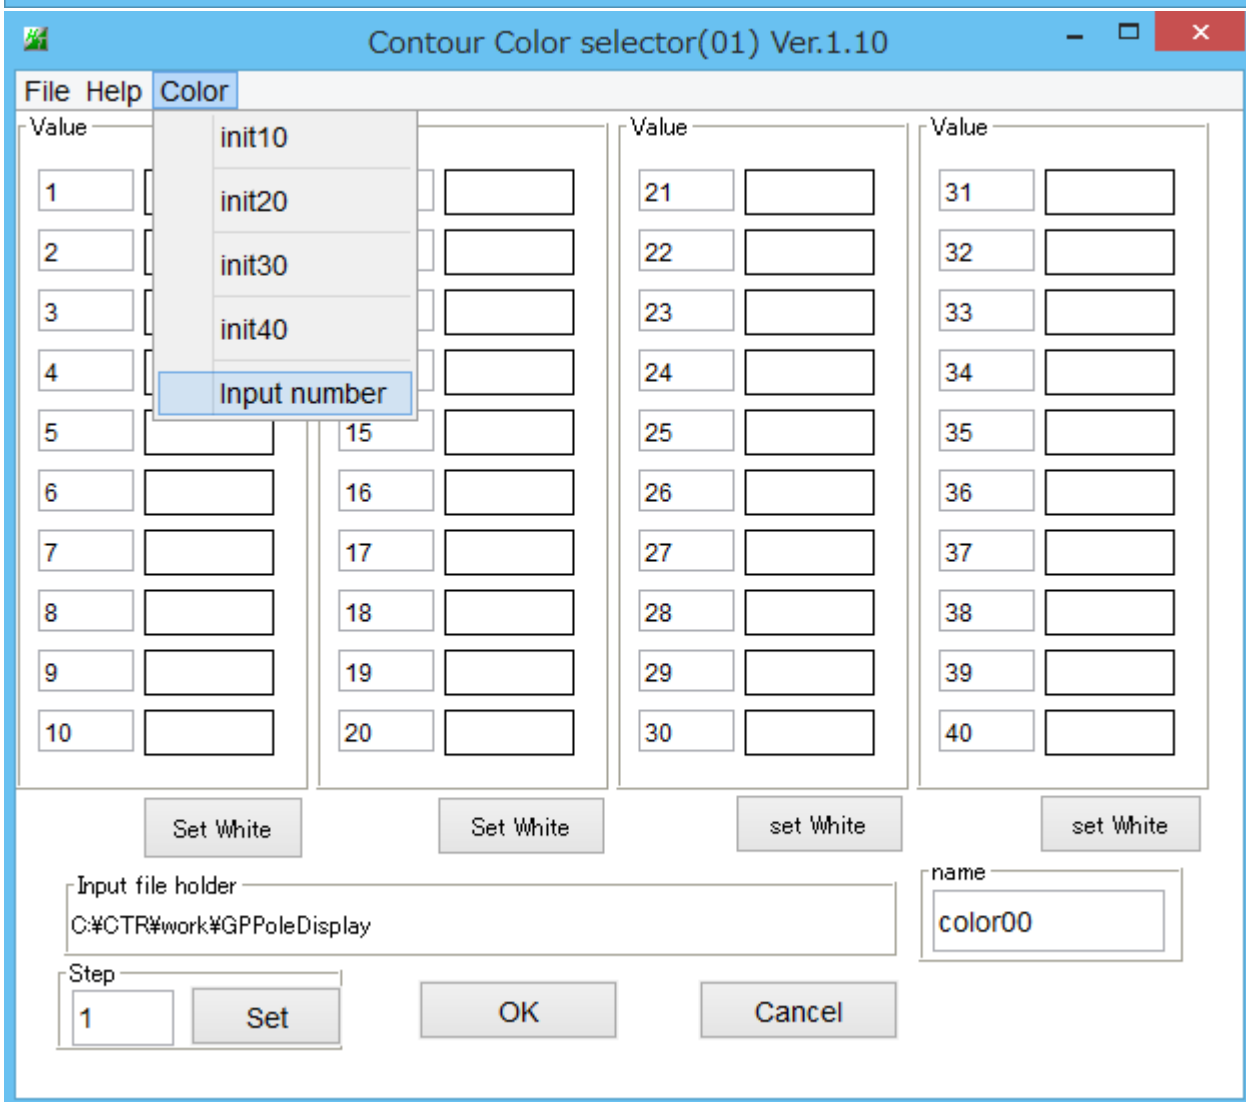 Contour Color selector(01) Ver.1.10
File Help Color
Value
Value
Value
init10
init20
init30
init40
Input number
1
2
3
4
5
6
7
8
9
10
15
16
17
18
19
20
21
22
23
24
25
26
27
28
29
30
31
32
33
34
35
36
37
38
39
40
Set White
Set White
set White
set White
Input file holder
C:¥CTR¥work¥GPPoleDisplay
name
color00
Step
1
Set
OK
Cancel